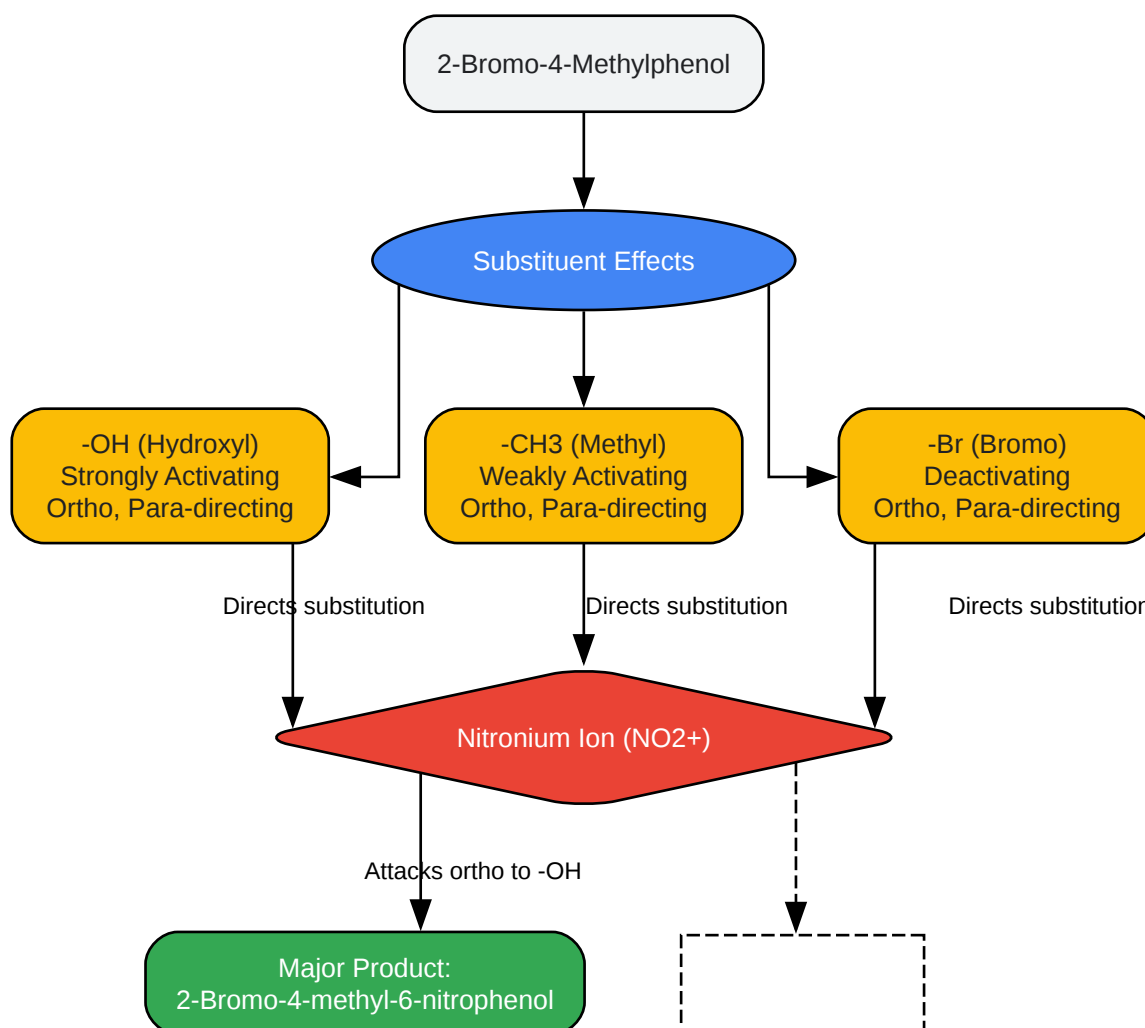 2-Bromo-4-Methylphenol
Substituent Effects
-OH (Hydroxyl)
Strongly Activating
Ortho, Para-directing
-CH3 (Methyl)
Weakly Activating
Ortho, Para-directing
-Br (Bromo)
Deactivating
Ortho, Para-directing
Directs substitution
Directs substitution
Directs substitution
Nitronium Ion (NO2+)
Attacks ortho to -OH
Major Product:
2-Bromo-4-methyl-6-nitrophenol